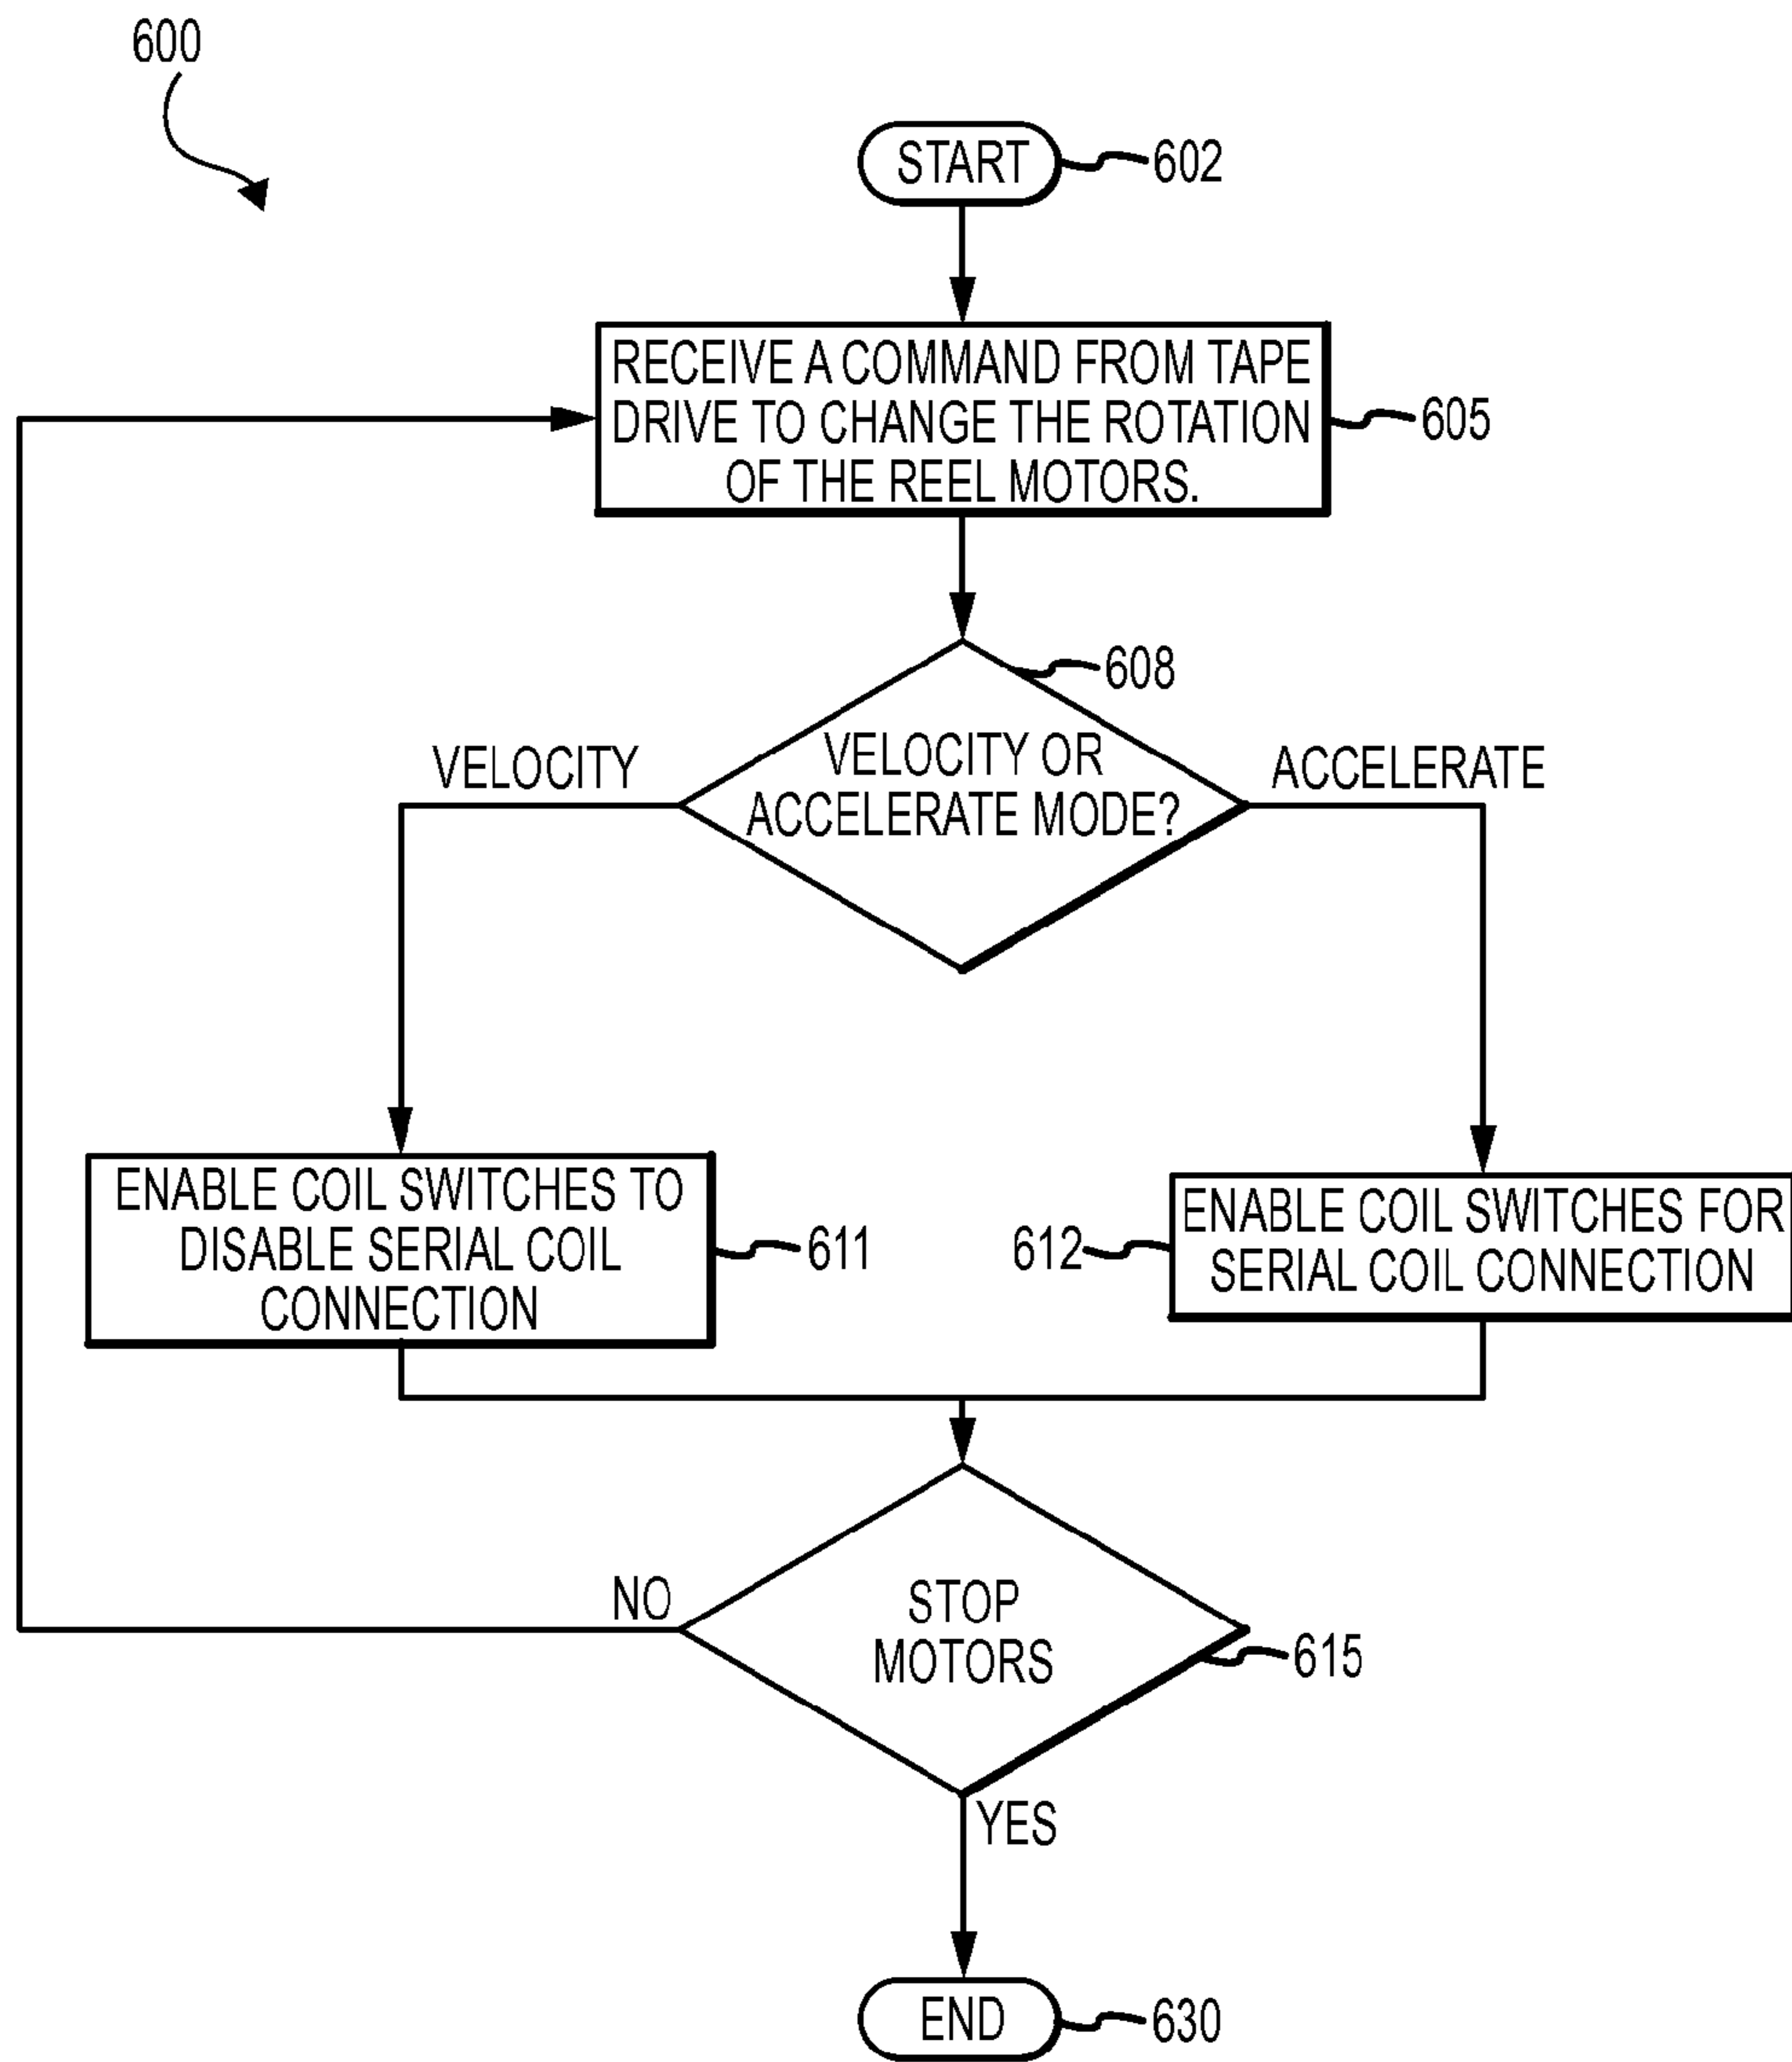 600
START
602
RECEIVE A COMMAND FROM TAPE
DRIVE TO CHANGE THE ROTATION
OF THE REEL MOTORS.
605
608
VELOCITY
VELOCITY OR
ACCELERATE MODE?
ACCELERATE
ENABLE COIL SWITCHES TO
DISABLE SERIAL COIL
CONNECTION
611
612
ENABLE COIL SWITCHES FOR
SERIAL COIL CONNECTION
NO
STOP
MOTORS
615
YES
END
630